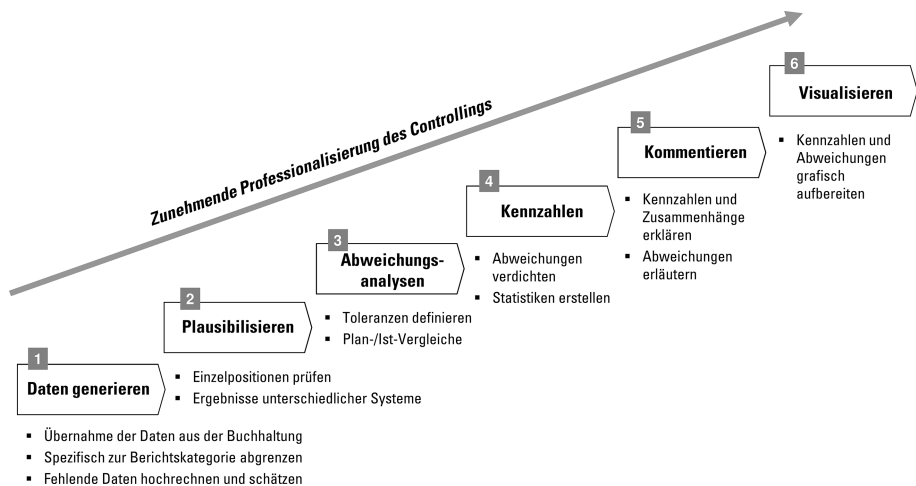 Zunehmende Professionalisierung des Controllings
1
Daten generieren
▪ Übernahme der Daten aus der Buchhaltung
▪ Spezifisch zur Berichtskategorie abgrenzen
▪ Fehlende Daten hochrechnen und schätzen
2
Plausibilisieren
▪ Einzelpositionen prüfen
▪ Ergebnisse unterschiedlicher Systeme
3
Abweichungs-
analysen
▪ Toleranzen definieren
▪ Plan-/Ist-Vergleiche
4
Kennzahlen
▪ Abweichungen
verdichten
▪ Statistiken erstellen
5
Kommentieren
▪ Kennzahlen und
Zusammenhänge
erklären
▪ Abweichungen
erläutern
6
Visualisieren
▪ Kennzahlen und
Abweichungen
grafisch
aufbereiten